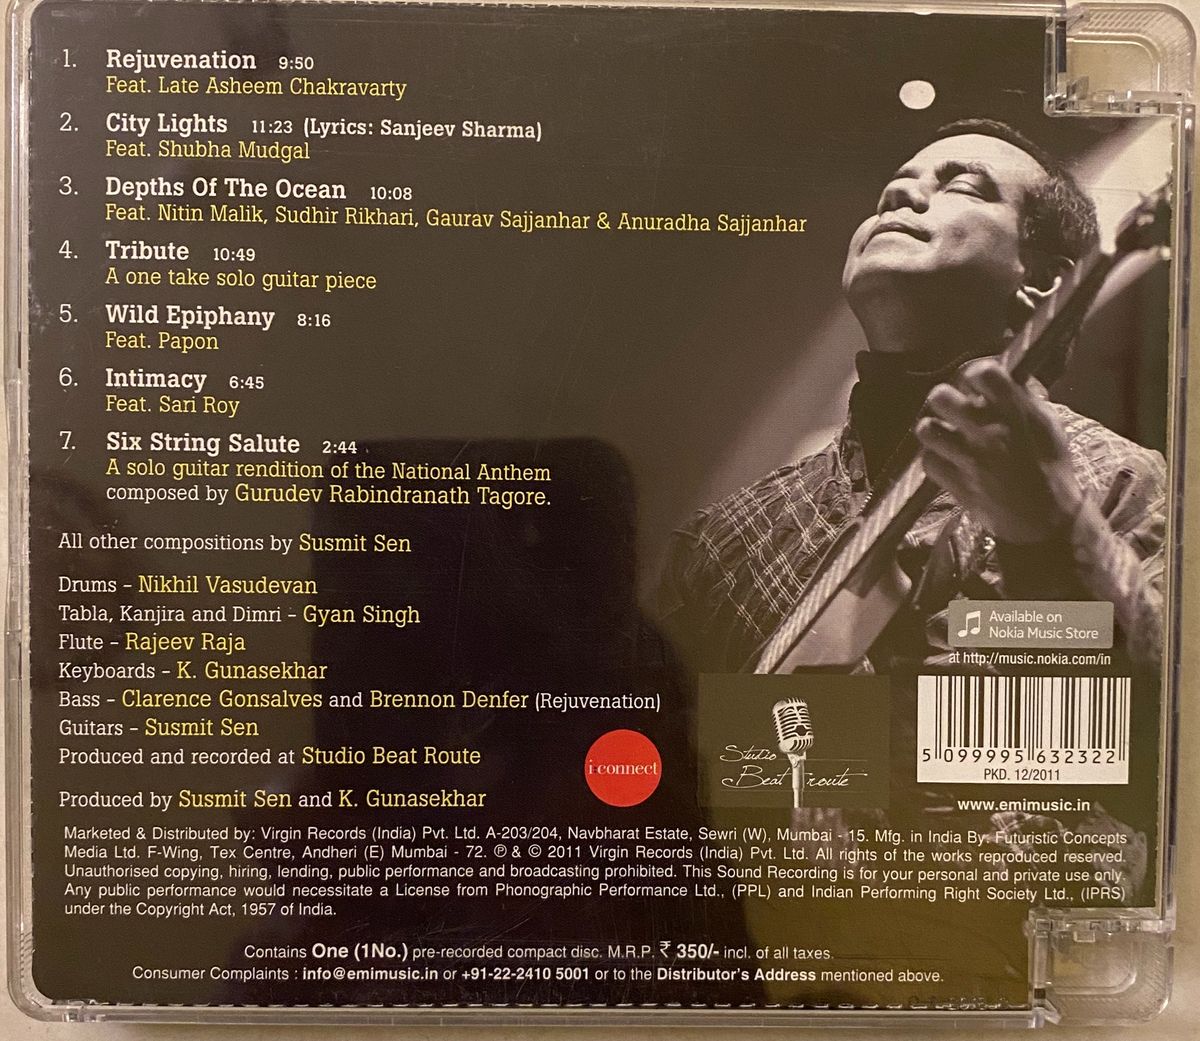 1. Rejuvenation 9:50
Feat. Late Asheem Chakravarty
2. City Lights 11:23 (Lyrics: Sanjeev Sharma)
Feat. Shubha Mudgal
3. Depths Of The Ocean 10:08
Feat. Nitin Malik, Sudhir Rikhari, Gaurav Sajjanhar & Anuradha Sajjanhar
4. Tribute 10:49
A one take solo guitar piece
5. Wild Epiphany 8:16
Feat. Papon
6. Intimacy 6:45
Feat. Sari Roy
7. Six String Salute 2:44
A solo guitar rendition of the National Anthem
composed by Gurudev Rabindranath Tagore.
All other compositions by Susmit Sen
Drums – Nikhil Vasudevan
Tabla, Kanjira and Dimri – Gyan Singh
Flute – Rajeev Raja
Keyboards – K. Gunasekhar
Bass – Clarence Gonsalves and Brennon Denfer (Rejuvenation)
Guitars – Susmit Sen
Produced and recorded at Studio Beat Route
Produced by Susmit Sen and K. Gunasekhar
i-connect
Studio
Beat route
Available on
Nokia Music Store
at http://music.nokia.com/in
5 099995 632322
PKD. 12/2011
www.emimusic.in
Marketed & Distributed by: Virgin Records (India) Pvt. Ltd. A-203/204, Navbharat Estate, Sewri (W), Mumbai - 15. Mfg. in India By: Futuristic Concepts
Media Ltd. F-Wing, Tex Centre, Andheri (E) Mumbai - 72. ℗ & © 2011 Virgin Records (India) Pvt. Ltd. All rights of the works reproduced reserved.
Unauthorised copying, hiring, lending, public performance and broadcasting prohibited. This Sound Recording is for your personal and private use only.
Any public performance would necessitate a License from Phonographic Performance Ltd., (PPL) and Indian Performing Right Society Ltd., (IPRS)
under the Copyright Act, 1957 of India.
Contains One (1No.) pre-recorded compact disc. M.R.P. ₹ 350/- incl. of all taxes.
Consumer Complaints : info@emimusic.in or +91-22-2410 5001 or to the Distributor's Address mentioned above.